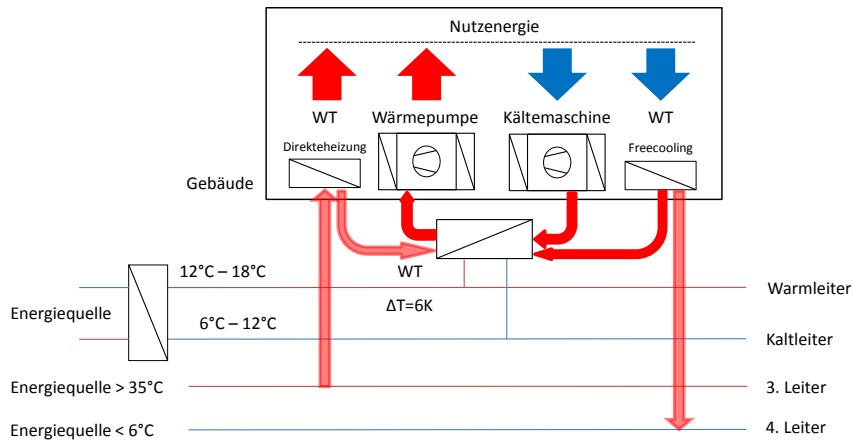 Nutzenergie
WT
Wärmepumpe
Kältemaschine
WT
Direkteheizung
Freecooling
Gebäude
WT
12°C – 18°C
Warmleiter
Energiequelle
ΔT=6K
6°C – 12°C
Kaltleiter
Energiequelle > 35°C
3. Leiter
Energiequelle < 6°C
4. Leiter